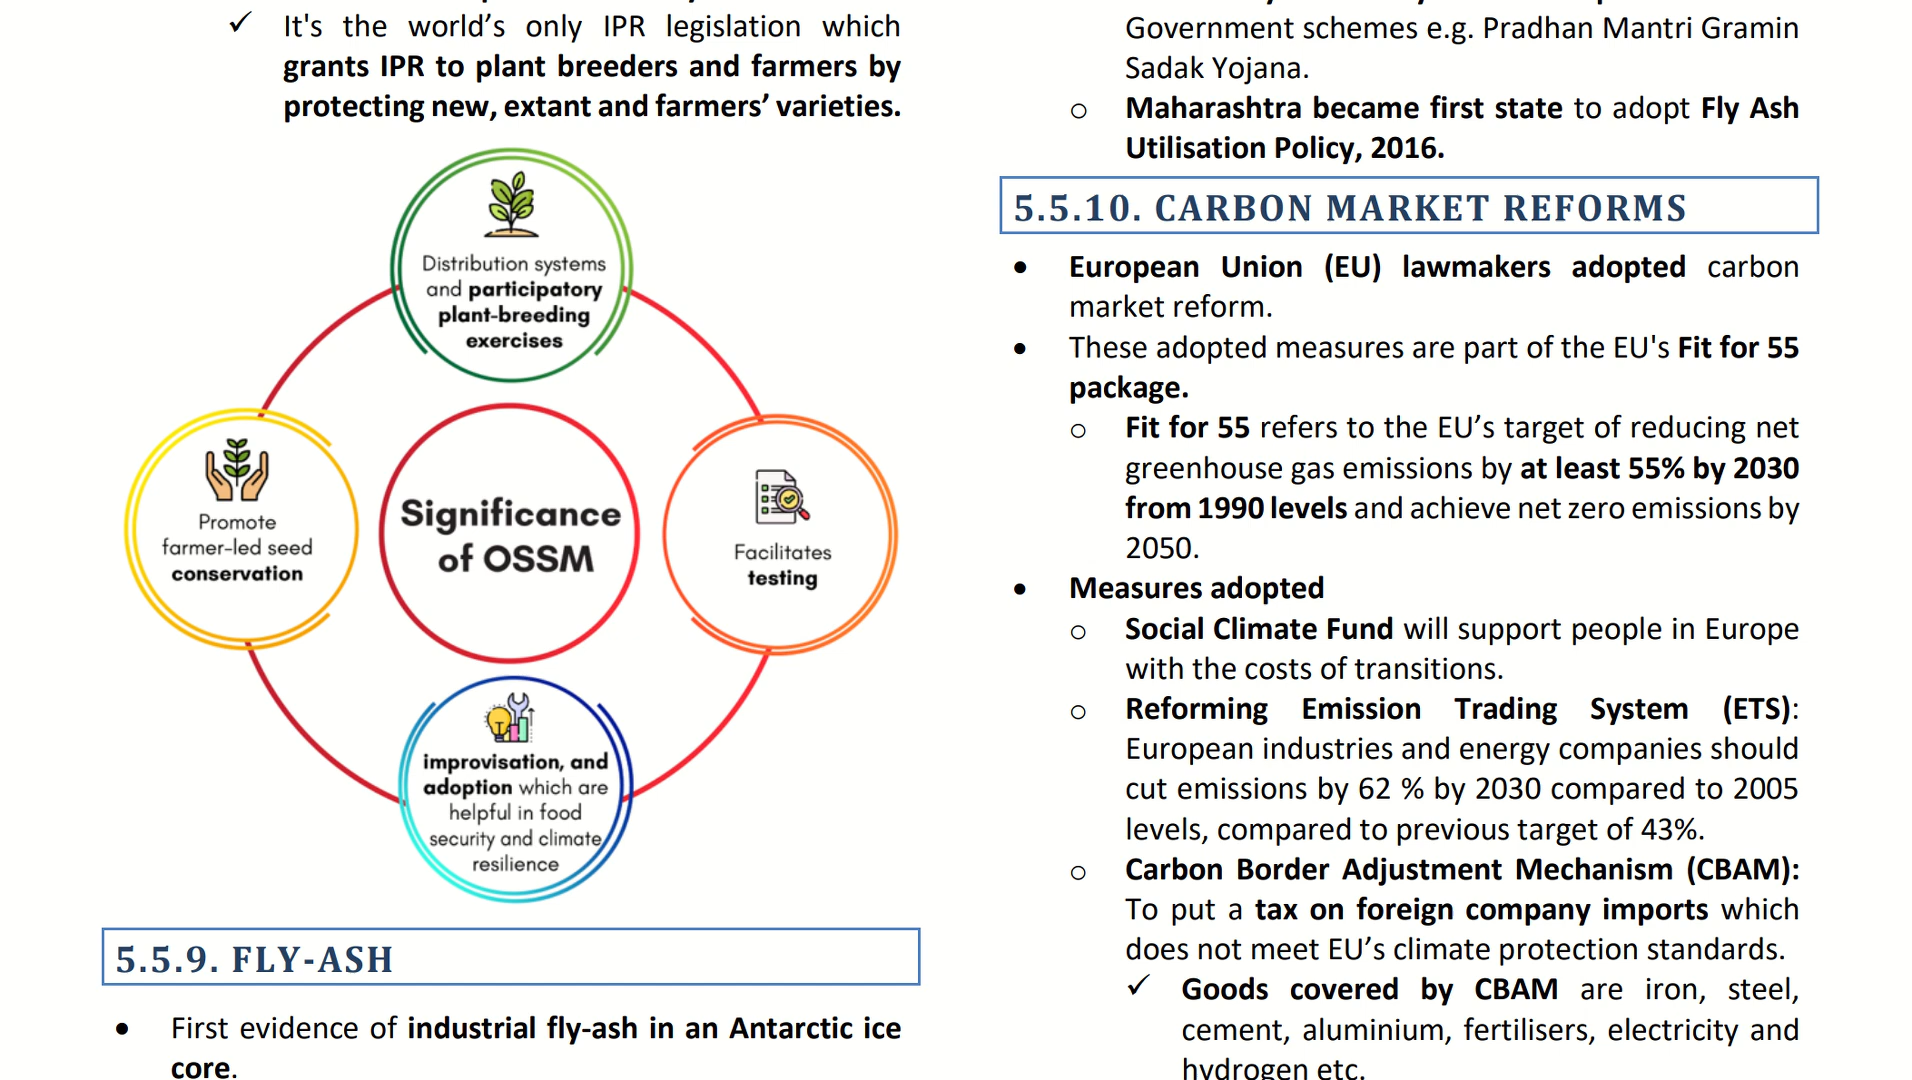 ✓ It's the world’s only IPR legislation which
grants IPR to plant breeders and farmers by
protecting new, extant and farmers’ varieties.
Distribution systems
and participatory
plant-breeding
exercises
Promote
farmer-led seed
conservation
Significance
of OSSM
Facilitates
testing
improvisation, and
adoption which are
helpful in food
security and climate
resilience
5.5.9. FLY-ASH
• First evidence of industrial fly-ash in an Antarctic ice
core.
Government schemes e.g. Pradhan Mantri Gramin
Sadak Yojana.
o Maharashtra became first state to adopt Fly Ash
Utilisation Policy, 2016.
5.5.10. CARBON MARKET REFORMS
• European Union (EU) lawmakers adopted carbon
market reform.
• These adopted measures are part of the EU's Fit for 55
package.
o Fit for 55 refers to the EU’s target of reducing net
greenhouse gas emissions by at least 55% by 2030
from 1990 levels and achieve net zero emissions by
2050.
• Measures adopted
o Social Climate Fund will support people in Europe
with the costs of transitions.
o Reforming Emission Trading System (ETS):
European industries and energy companies should
cut emissions by 62 % by 2030 compared to 2005
levels, compared to previous target of 43%.
o Carbon Border Adjustment Mechanism (CBAM):
To put a tax on foreign company imports which
does not meet EU’s climate protection standards.
✓ Goods covered by CBAM are iron, steel,
cement, aluminium, fertilisers, electricity and
hydrogen etc.